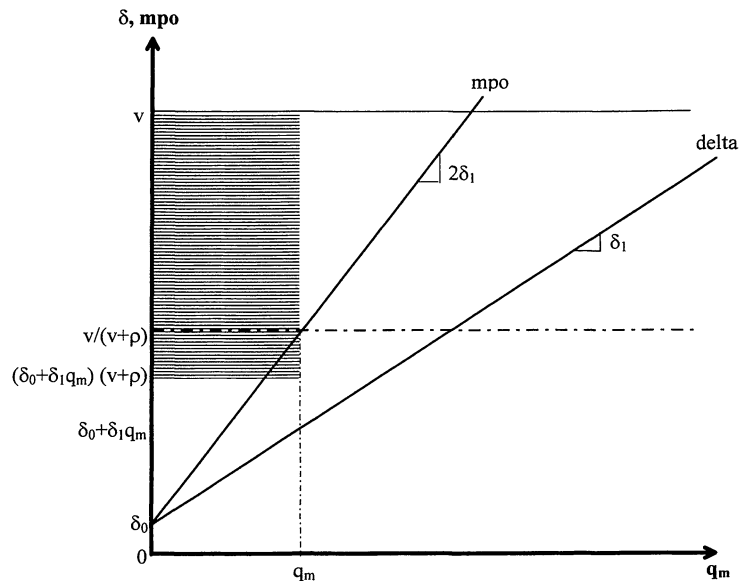 δ, mpo
mpo
v
delta
2δ₁
δ₁
v/(v+ρ)
(δ₀+δ₁qₘ) (v+ρ)
δ₀+δ₁qₘ
δ₀
0
qₘ
qₘ